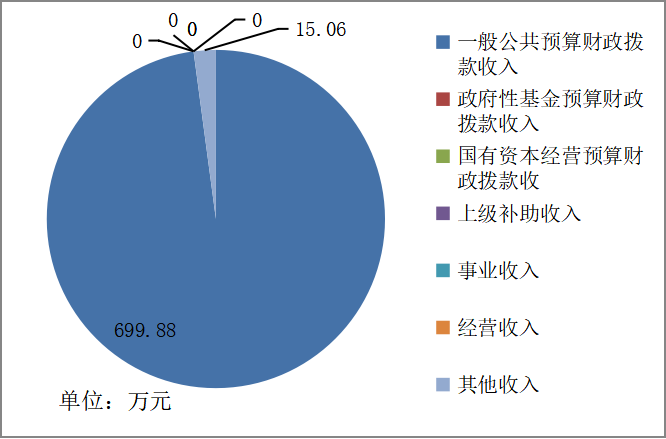 0
0
0
0
15.06
699.88
单位：万元
一般公共预算财政拨
款收入
政府性基金预算财政
拨款收入
国有资本经营预算财
政拨款收
上级补助收入
事业收入
经营收入
其他收入